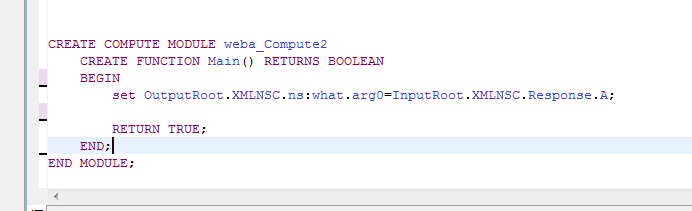 CREATE COMPUTE MODULE weba_Compute2
CREATE FUNCTION Main() RETURNS BOOLEAN
BEGIN
set OutputRoot.XMLNSC.ns:what.arg0=InputRoot.XMLNSC.Response.A;
RETURN TRUE;
END;
END MODULE;